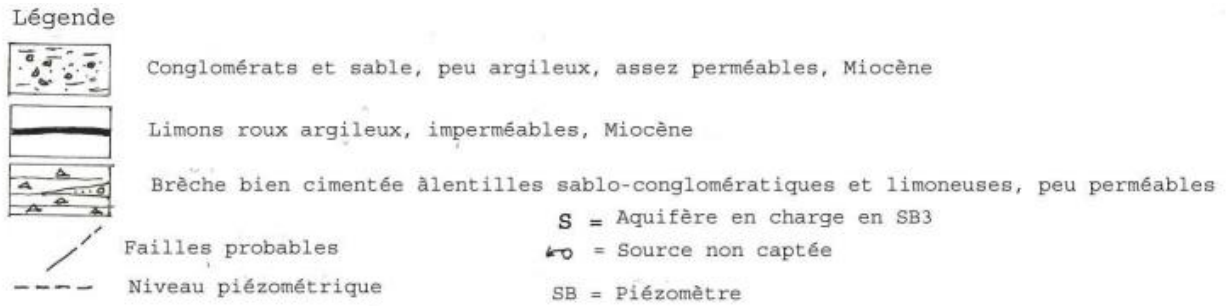 Légende
Conglomérats et sable, peu argileux, assez perméables, Miocène
Limons roux argileux, imperméables, Miocène
Brèche bien cimentée àlentilles sablo-conglomératiques et limoneuses, peu perméables
S = Aquifère en charge en SB3
Failles probables
= Source non captée
Niveau piézométrique
SB = Piézomètre